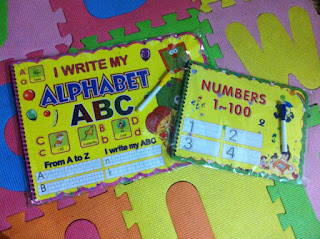 I WRITE MY
ALPHABET
ABC
A a
B b
C c
D d
From A to Z
I write my ABC
A
B
NUMBERS
1~100
1 2
3 4